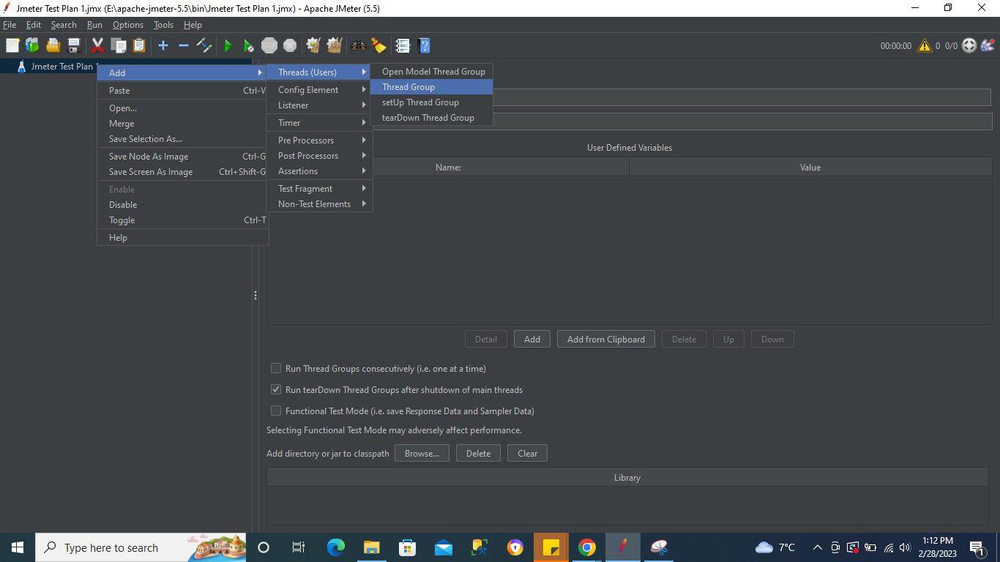 Jmeter Test Plan 1.jmx (E:\apache-jmeter-5.5\bin\Jmeter Test Plan 1.jmx) - Apache JMeter (5.5)
File Edit Search Run Options Tools Help
STOP
00:00:00 0 0/0
Jmeter Test Plan 1
Add
Paste Ctrl-V
Open...
Merge
Save Selection As...
Save Node As Image Ctrl-G
Save Screen As Image Ctrl+Shift-G
Enable
Disable
Toggle Ctrl-T
Help
Threads (Users)
Config Element
Listener
Timer
Pre Processors
Post Processors
Assertions
Test Fragment
Non-Test Elements
Open Model Thread Group
Thread Group
setUp Thread Group
tearDown Thread Group
User Defined Variables
Name: Value
Detail Add Add from Clipboard Delete Up Down
Run Thread Groups consecutively (i.e. one at a time)
Run tearDown Thread Groups after shutdown of main threads
Functional Test Mode (i.e. save Response Data and Sampler Data)
Selecting Functional Test Mode may adversely affect performance.
Add directory or jar to classpath Browse... Delete Clear
Library
Type here to search
7°C
1:12 PM
2/28/2023
1